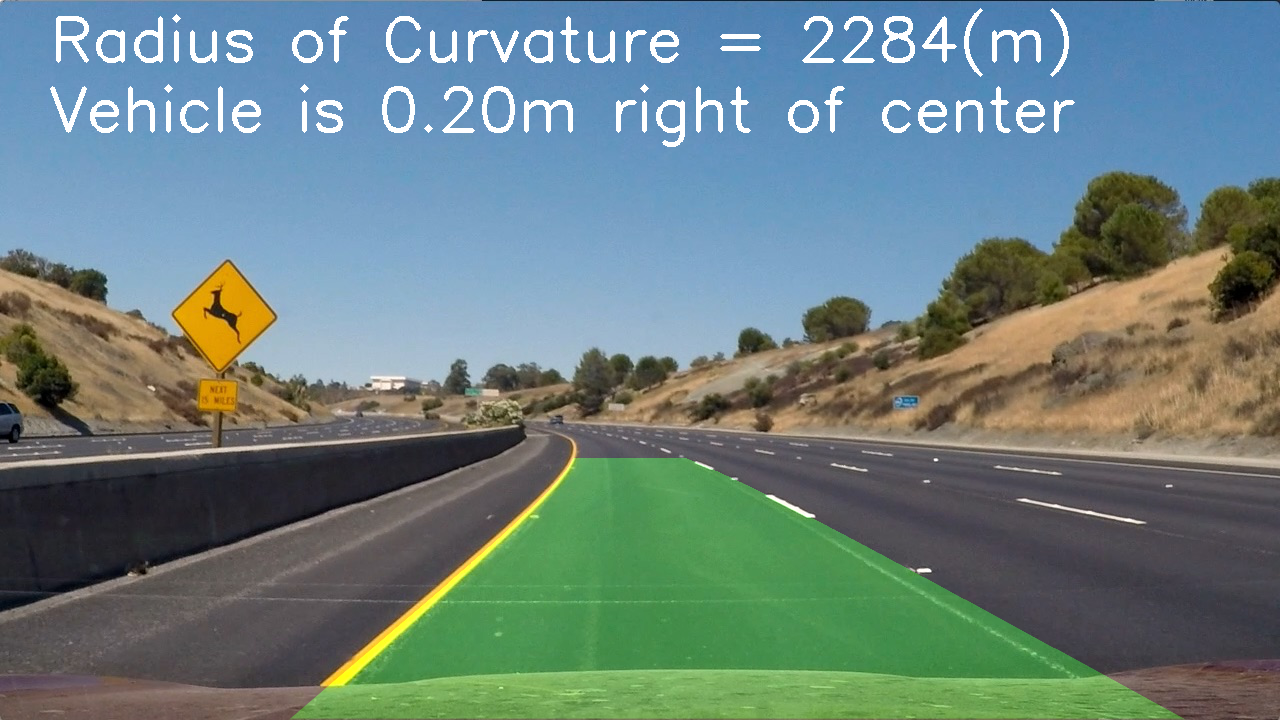 Radius of Curvature = 2284(m)
Vehicle is 0.20m right of center
NEXT
15 MILES